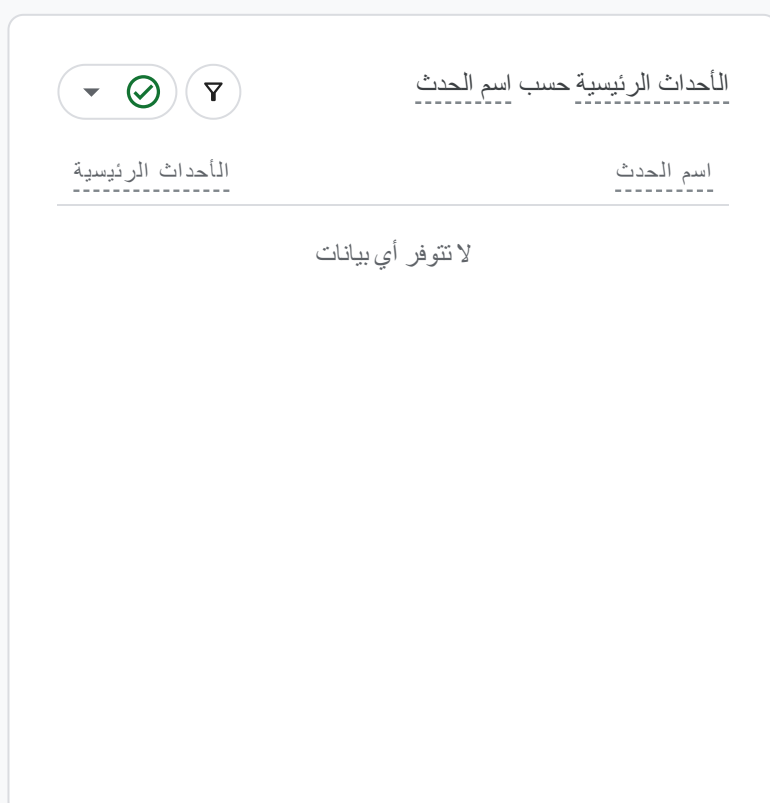 الأحداث الرئيسية حسب اسم الحدث
اسم الحدث الأحداث الرئيسية
لا تتوفر أي بيانات